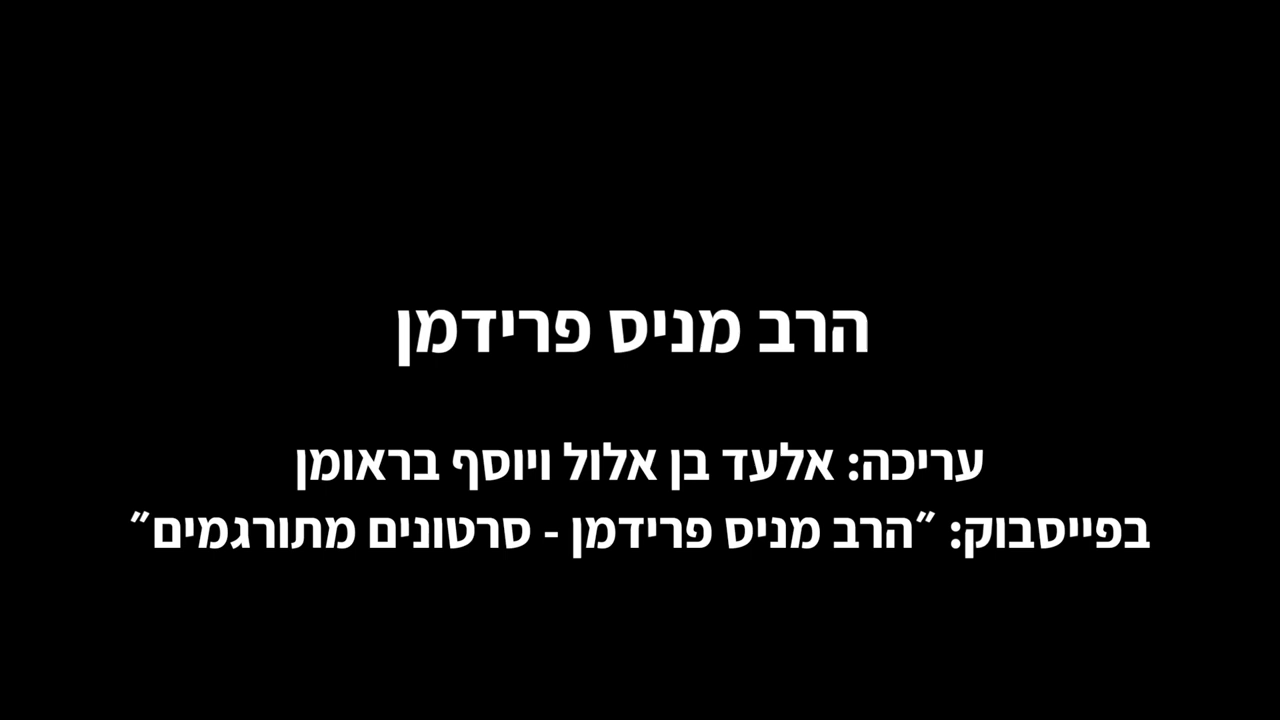 הרב מניס פרידמן
עריכה: אלעד בן אלול ויוסף בראומן
בפייסבוק: ״הרב מניס פרידמן - סרטונים מתורגמים״